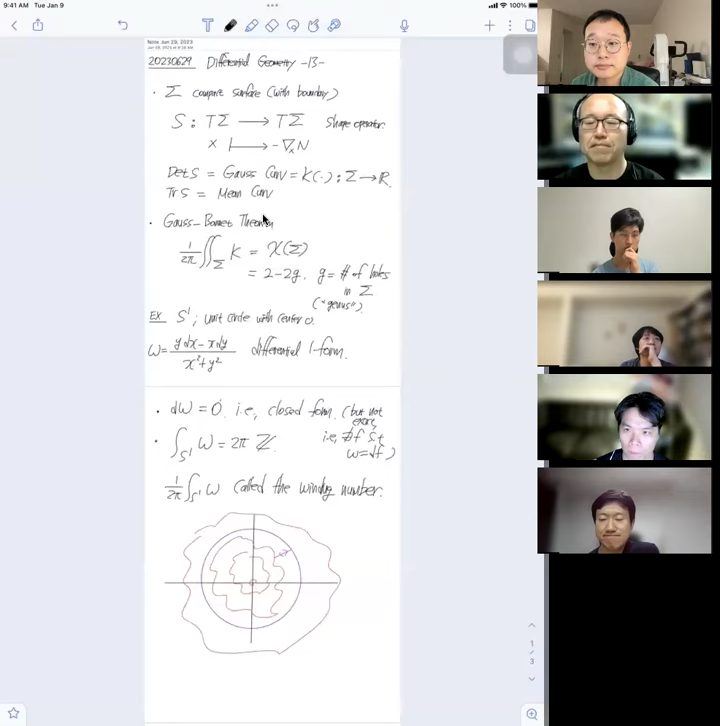 9:41 AM Tue Jan 9
100%
Note Jun 29, 2023
20230629 Differential Geometry -13-
· Σ compact surface (with boundary)
S : TΣ → TΣ shape operator
X ↦ -∇ₓN
Det S = Gauss Curv = K(·) : Σ → ℝ.
Tr S = Mean Curv
· Gauss-Bonnet Theorem
1/2π ∬_Σ K = χ(Σ)
= 2-2g. g = # of holes
in Σ
("genus").
EX S¹ ; unit circle with center 0.
ω = (y dx - x dy)/(x²+y²) differential 1-form.
· dω = 0. i.e., closed form. (but not
exact,
· ∫_S¹ ω = 2π ℤ. i.e, ∄f s.t
ω = df)
1/2π ∫_S¹ ω called the winding number.
1
/
3